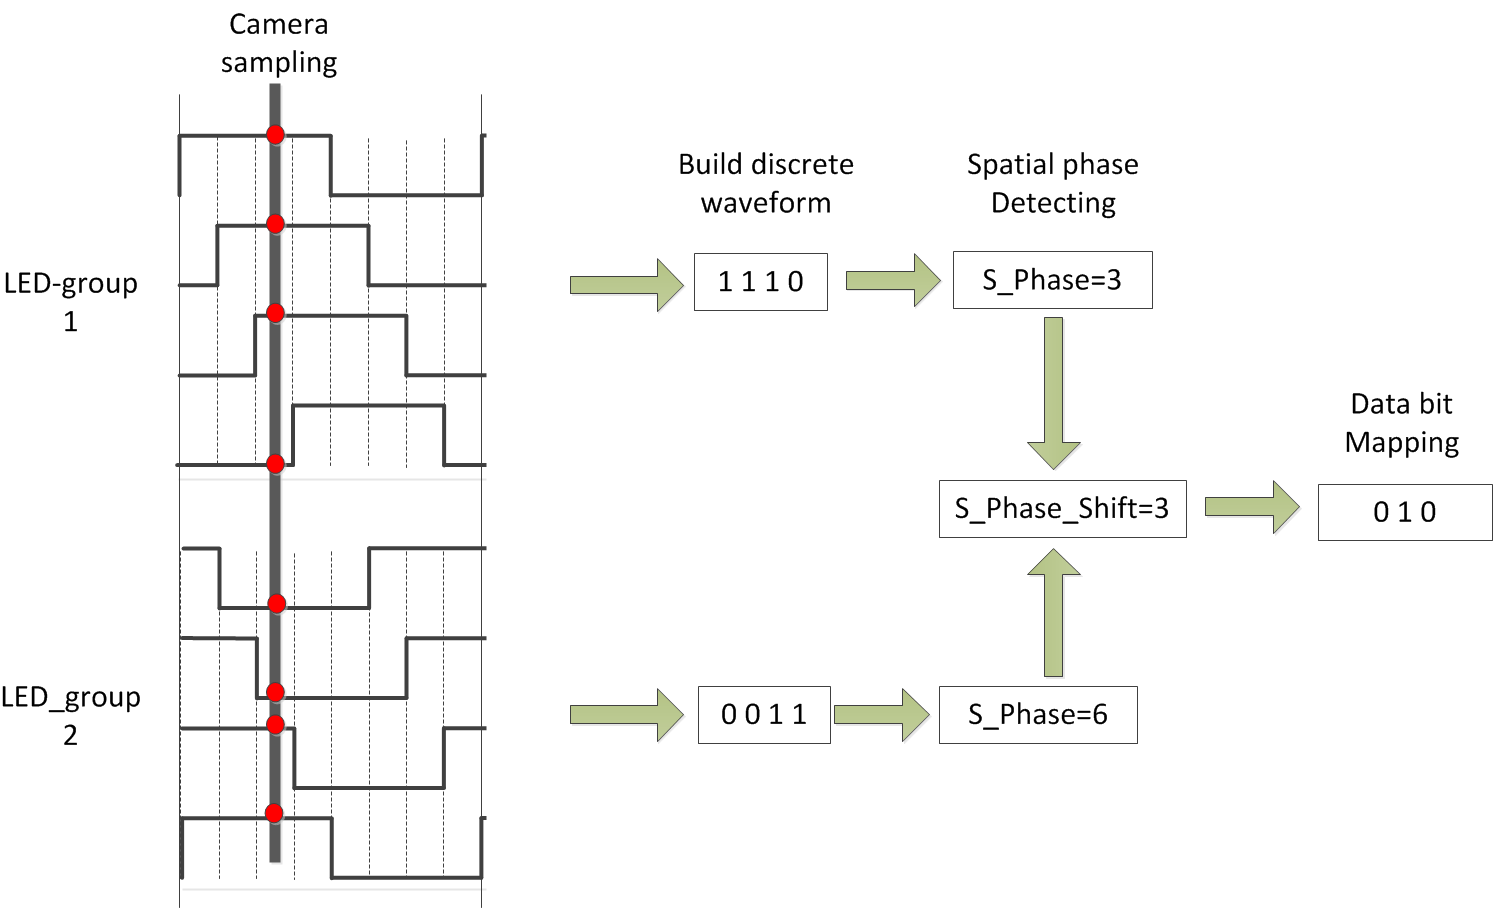 Camera
sampling
LED-group
1
Build discrete
waveform
1 1 1 0
Spatial phase
Detecting
S_Phase=3
S_Phase_Shift=3
Data bit
Mapping
0 1 0
LED_group
2
0 0 1 1
S_Phase=6